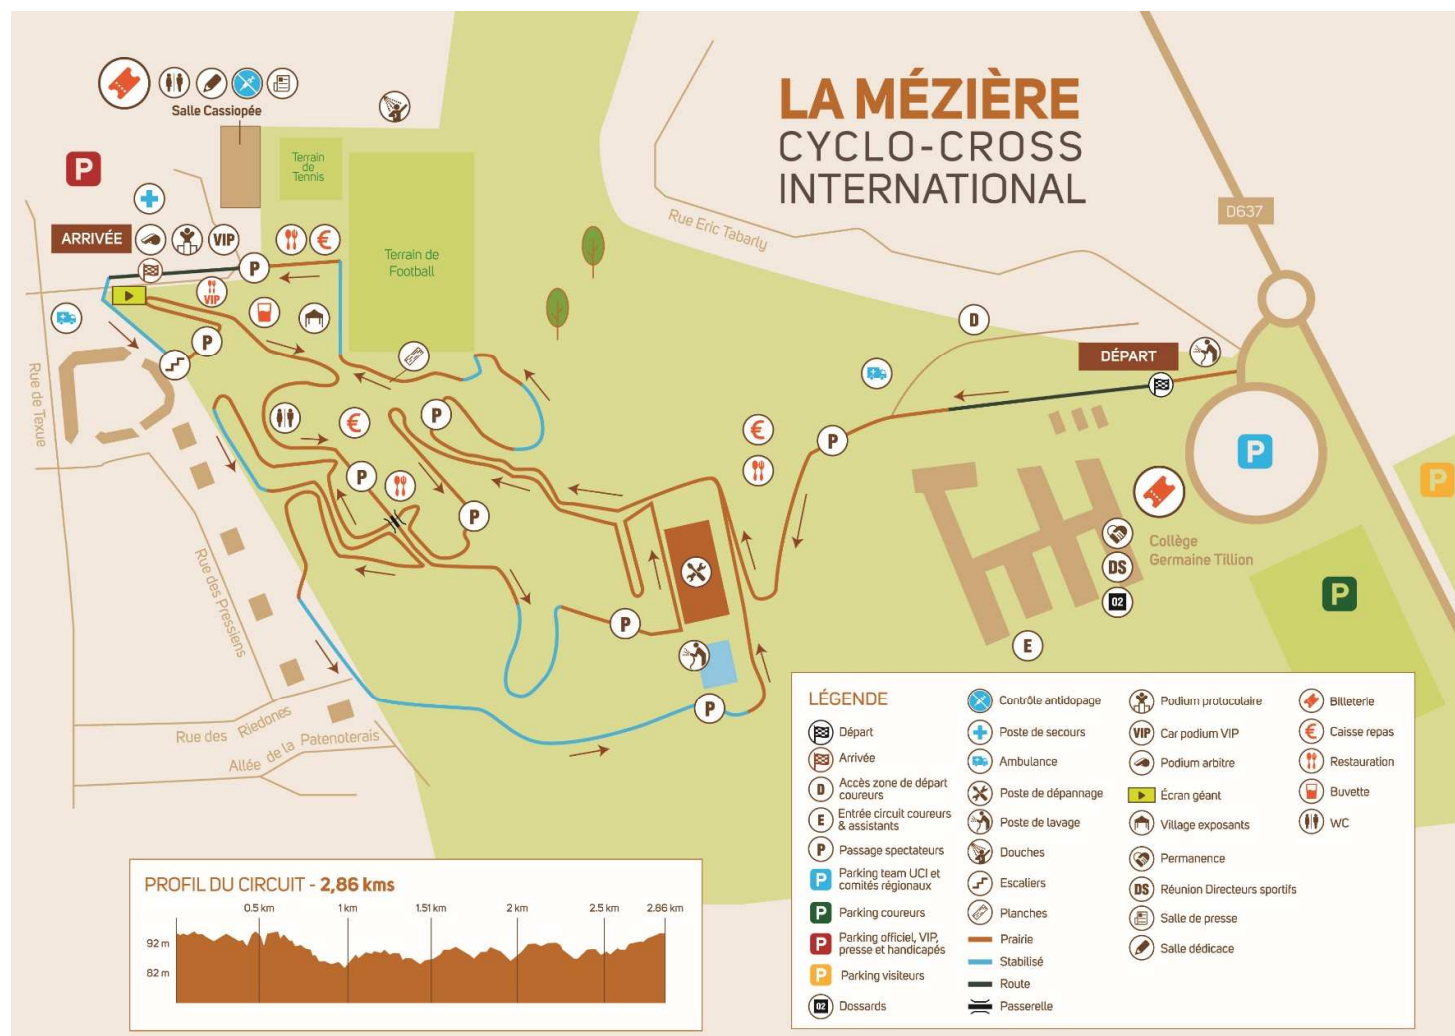 LA MÉZIÈRE
CYCLO-CROSS
INTERNATIONAL
Salle Cassiopée
P
Terrain
de
Tennis
Terrain de
Football
Rue Eric Tabarly
D637
ARRIVÉE
VIP
P
€
VIP
P
D
DÉPART
Rue de Texue
P
€
P
€
P
P
P
P
P
Collège
Germaine Tillion
DS
02
P
E
P
P
Rue des Pressiens
Rue des Riedones
Allée de la Patenoterais
LÉGENDE
Départ
Arrivée
D Accès zone de départ
coureurs
E Entrée circuit coureurs
& assistants
P Passage spectateurs
P Parking team UCI et
comités régionaux
P Parking coureurs
P Parking officiel, VIP,
presse et handicapés
P Parking visiteurs
02 Dossards
Contrôle antidopage
Poste de secours
Ambulance
Poste de dépannage
Poste de lavage
Douches
Escaliers
Planches
Prairie
Stabilisé
Route
Passerelle
Podium protocolaire
VIP Car podium VIP
Podium arbitre
Écran géant
Village exposants
Permanence
DS Réunion Directeurs sportifs
Salle de presse
Salle dédicace
Billeterie
€ Caisse repas
Restauration
Buvette
WC
PROFIL DU CIRCUIT - 2,86 kms
0.5 km 1 km 1.51 km 2 km 2.5 km 2.86 km
92 m
82 m